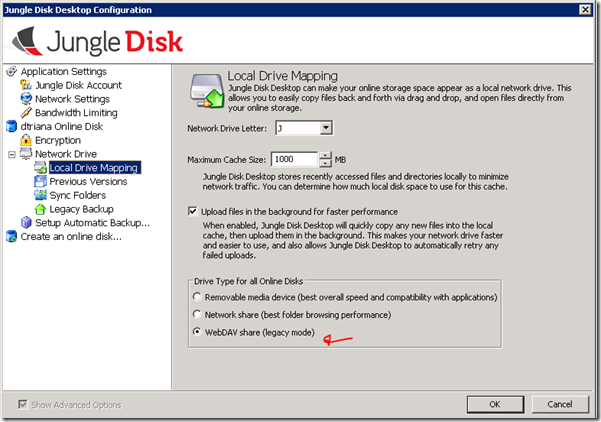 Jungle Disk Desktop Configuration
Jungle Disk
Application Settings
Jungle Disk Account
Network Settings
Bandwidth Limiting
dtriana Online Disk
Encryption
Network Drive
Local Drive Mapping
Previous Versions
Sync Folders
Legacy Backup
Setup Automatic Backup...
Create an online disk...
Local Drive Mapping
Jungle Disk Desktop can make your online storage space appear as a local network drive. This
allows you to easily copy files back and forth via drag and drop, and open files directly from
your online storage.
Network Drive Letter: J
Maximum Cache Size: 1000 MB
Jungle Disk Desktop stores recently accessed files and directories locally to minimize
network traffic. You can determine how much local disk space to use for this cache.
Upload files in the background for faster performance
When enabled, Jungle Disk Desktop will quickly copy any new files into the local
cache, then upload them in the background. This makes your network drive faster
and easier to use, and also allows Jungle Disk Desktop to automatically retry any
failed uploads.
Drive Type for all Online Disks
Removable media device (best overall speed and compatibility with applications)
Network share (best folder browsing performance)
WebDAV share (legacy mode)
Show Advanced Options
OK
Cancel